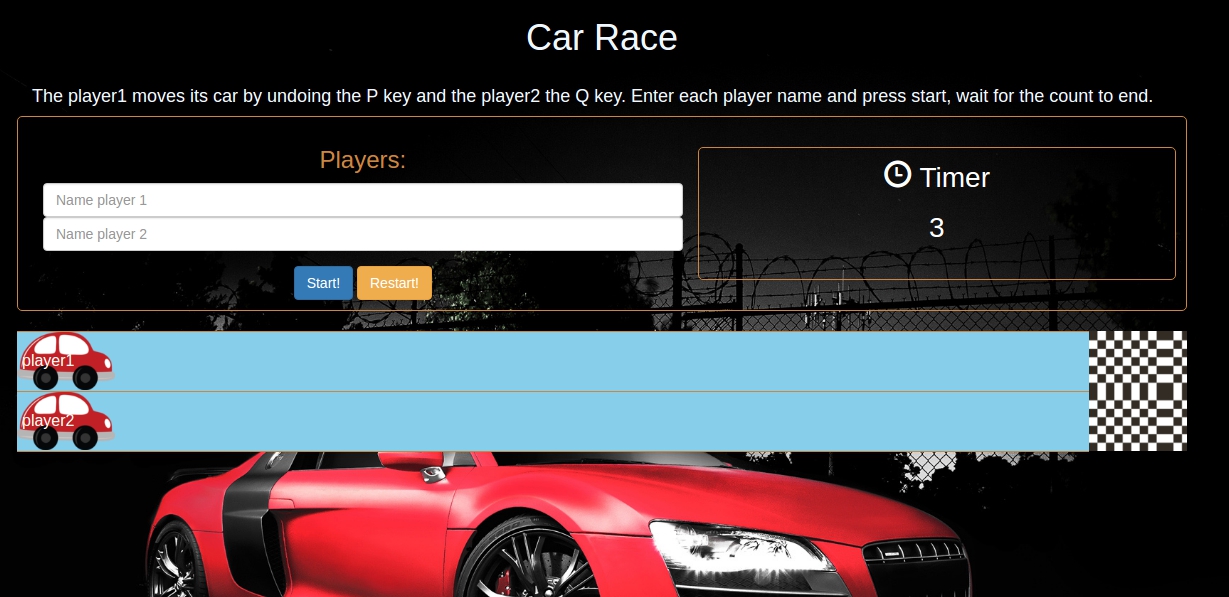 Car Race
The player1 moves its car by undoing the P key and the player2 the Q key. Enter each player name and press start, wait for the count to end.
Players:
Name player 1
Name player 2
Start! Restart!
Timer
3
player1
player2